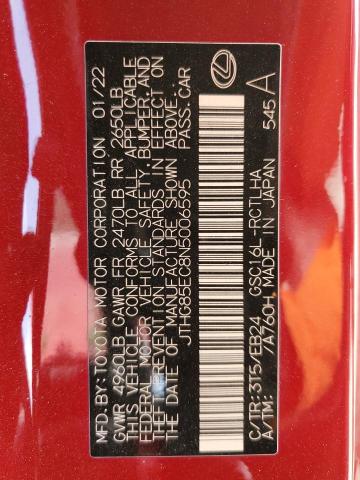 MFD. BY: TOYOTA MOTOR CORPORATION 01/22
GVWR 4960LB GAWR FR 2470LB RR 2650LB
THIS VEHICLE CONFORMS TO ALL APPLICABLE
FEDERAL MOTOR VEHICLE SAFETY, BUMPER, AND
THEFT PREVENTION STANDARDS IN EFFECT ON
THE DATE OF MANUFACTURE SHOWN ABOVE.
JTHG85EC8N5006595 PASS. CAR
C/TR: 3T5/EB24 GSC16L -RCTLHA
A/TM: /A760H MADE IN JAPAN 545 A